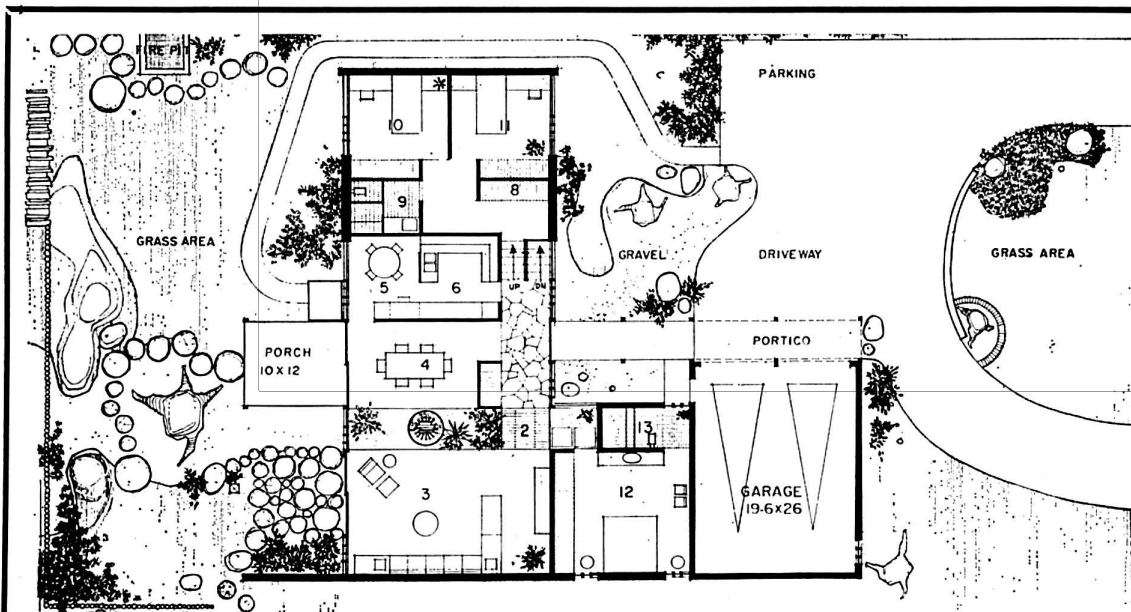 FIRE PIT
PARKING
10
11
8
9
GRASS AREA
GRAVEL
DRIVEWAY
GRASS AREA
5
6
UP
DN
PORCH
10 X 12
4
PORTICO
2
13
3
12
GARAGE
19-6X26